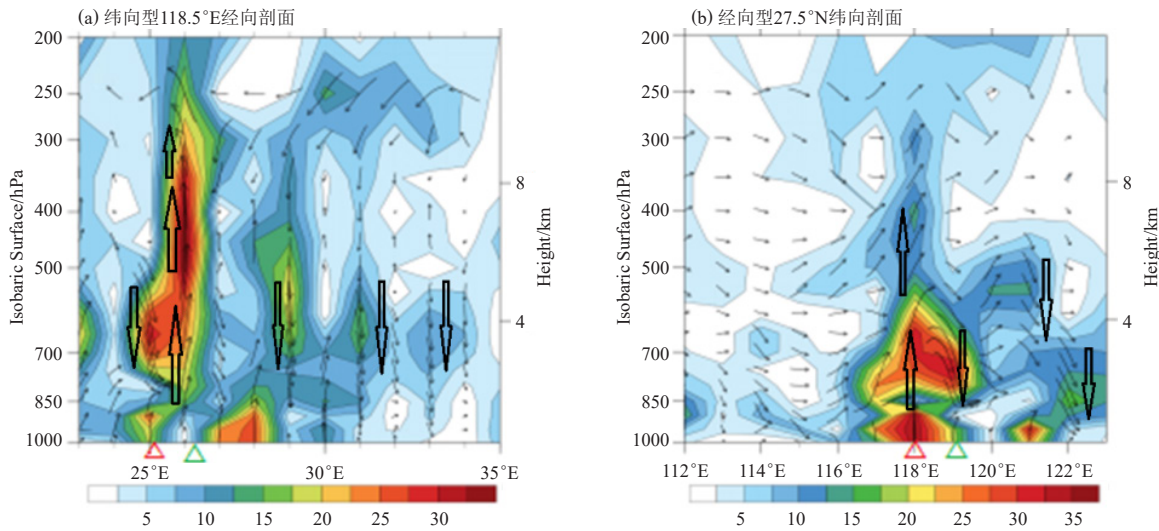 (a) 纬向型118.5°E经向剖面
200
250
300
400
500
700
850
1000
Isobaric Surface/hPa
8
4
Height/km
25°E
30°E
35°E
5
10
15
20
25
30
(b) 经向型27.5°N纬向剖面
200
250
300
400
500
700
850
1000
Isobaric Surface/hPa
8
4
Height/km
112°E
114°E
116°E
118°E
120°E
122°E
5
10
15
20
25
30
35